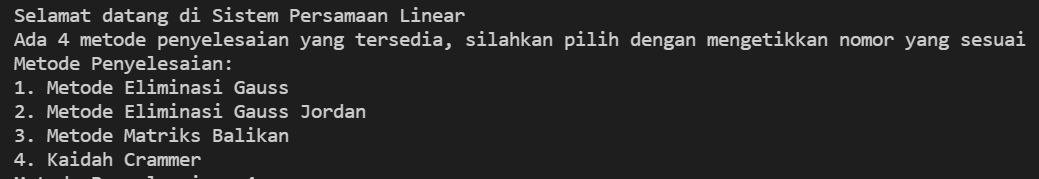 Selamat datang di Sistem Persamaan Linear
Ada 4 metode penyelesaian yang tersedia, silahkan pilih dengan mengetikkan nomor yang sesuai
Metode Penyelesaian:
1. Metode Eliminasi Gauss
2. Metode Eliminasi Gauss Jordan
3. Metode Matriks Balikan
4. Kaidah Crammer